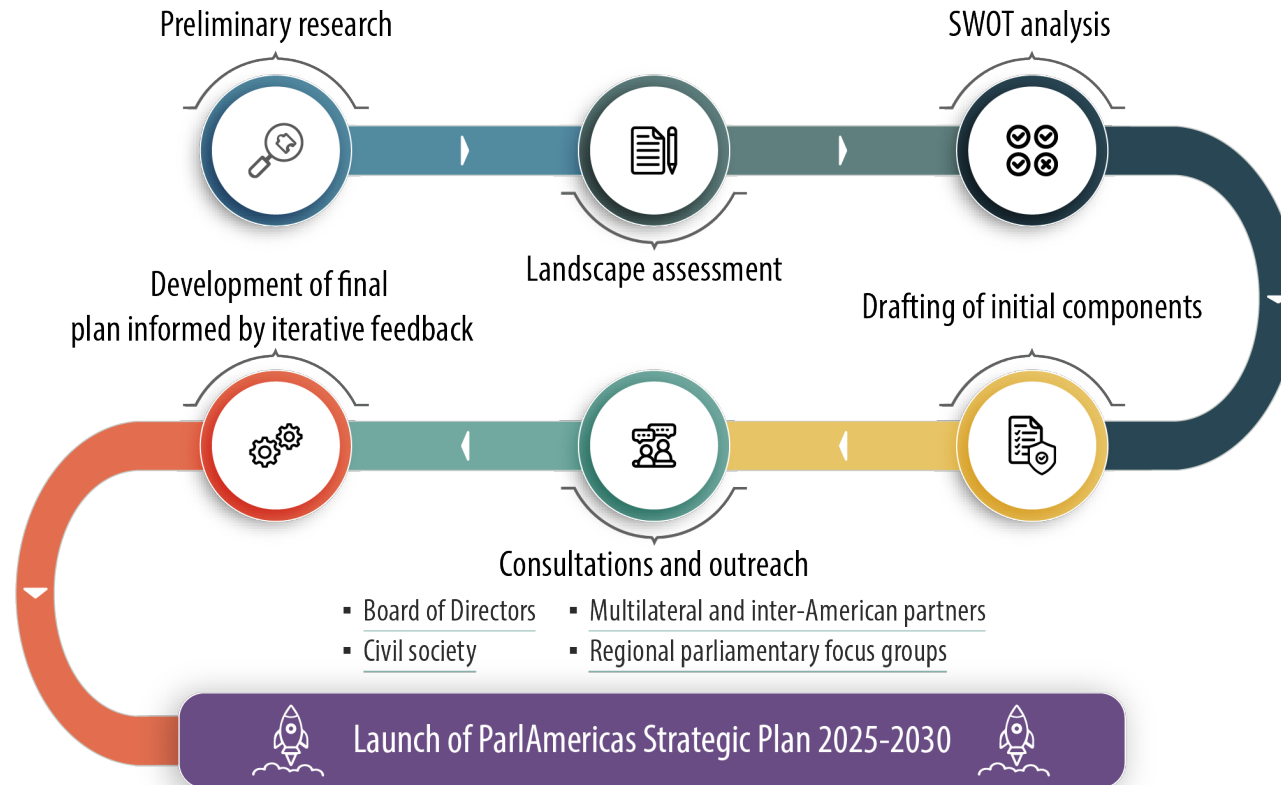 Preliminary research
SWOT analysis
Landscape assessment
Development of final
plan informed by iterative feedback
Drafting of initial components
Consultations and outreach
▪ Board of Directors
▪ Multilateral and inter-American partners
▪ Civil society
▪ Regional parliamentary focus groups
Launch of ParlAmericas Strategic Plan 2025-2030